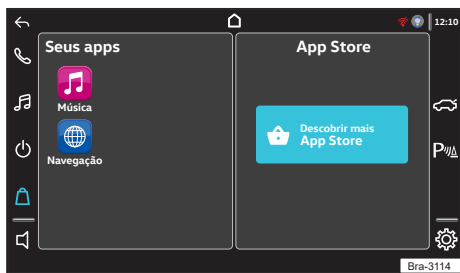 12:10
Seus apps
App Store
Música
Descobrir mais
App Store
Navegação
P
Bra-3114